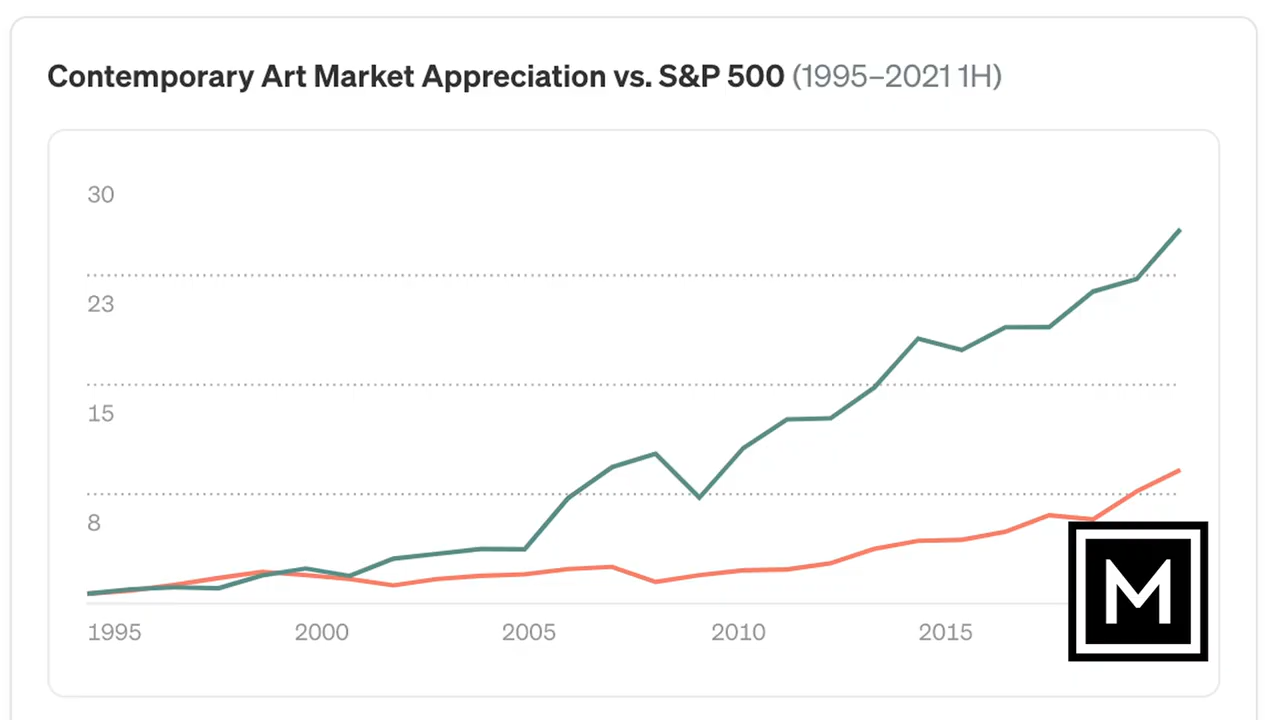 Contemporary Art Market Appreciation vs. S&P 500 (1995–2021 1H)
30
23
15
8
1995 2000 2005 2010 2015
M